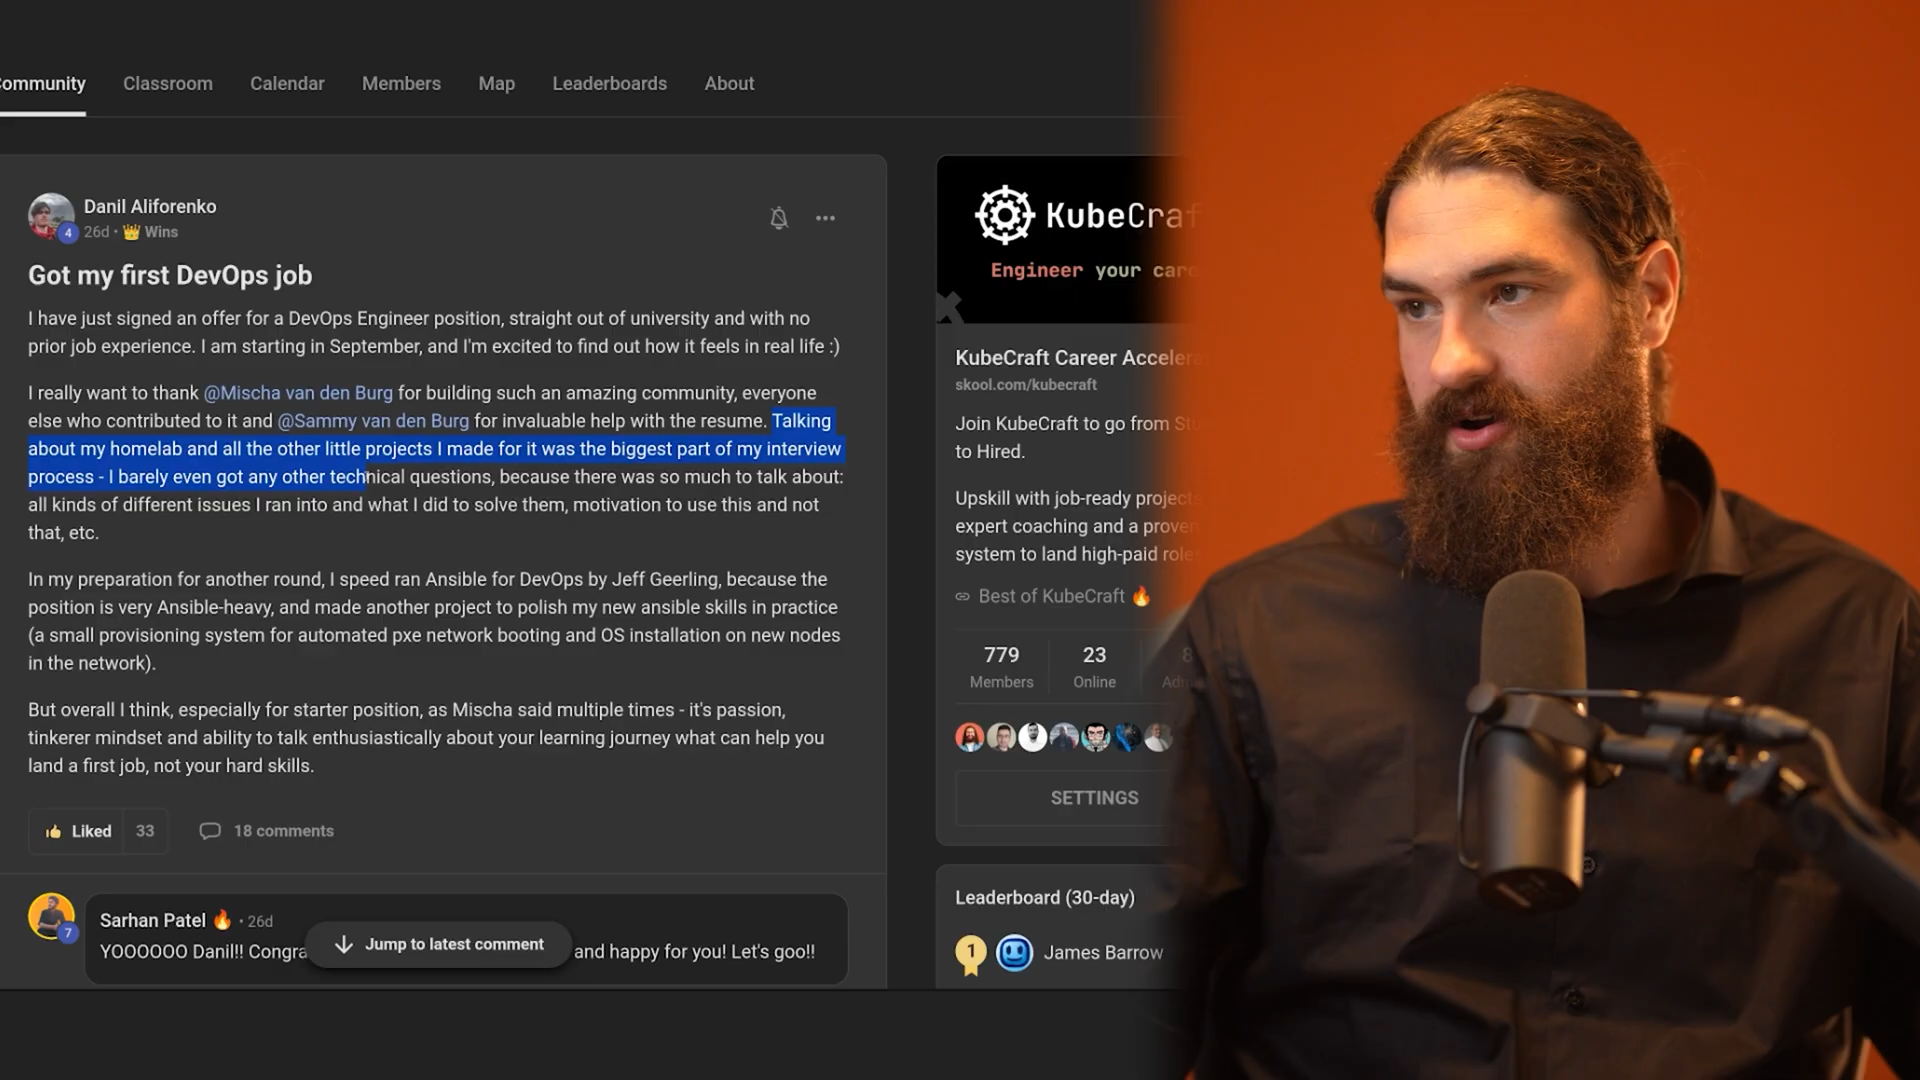 ommunity Classroom Calendar Members Map Leaderboards About
Danil Aliforenko
4 26d • Wins
Got my first DevOps job
I have just signed an offer for a DevOps Engineer position, straight out of university and with no
prior job experience. I am starting in September, and I'm excited to find out how it feels in real life :)
I really want to thank @Mischa van den Burg for building such an amazing community, everyone
else who contributed to it and @Sammy van den Burg for invaluable help with the resume. Talking
about my homelab and all the other little projects I made for it was the biggest part of my interview
process - I barely even got any other technical questions, because there was so much to talk about:
all kinds of different issues I ran into and what I did to solve them, motivation to use this and not
that, etc.
In my preparation for another round, I speed ran Ansible for DevOps by Jeff Geerling, because the
position is very Ansible-heavy, and made another project to polish my new ansible skills in practice
(a small provisioning system for automated pxe network booting and OS installation on new nodes
in the network).
But overall I think, especially for starter position, as Mischa said multiple times - it's passion,
tinkerer mindset and ability to talk enthusiastically about your learning journey what can help you
land a first job, not your hard skills.
Liked 33 18 comments
Sarhan Patel 🔥 • 26d
7
YOOOOOO Danil!! Congra and happy for you! Let's goo!!
Jump to latest comment
KubeCraf
Engineer your care
KubeCraft Career Acceler
skool.com/kubecraft
Join KubeCraft to go from Stu
to Hired.
Upskill with job-ready projects
expert coaching and a proven
system to land high-paid roles
Best of KubeCraft 🔥
779 23 8
Members Online Adm
SETTINGS
Leaderboard (30-day)
1 James Barrow